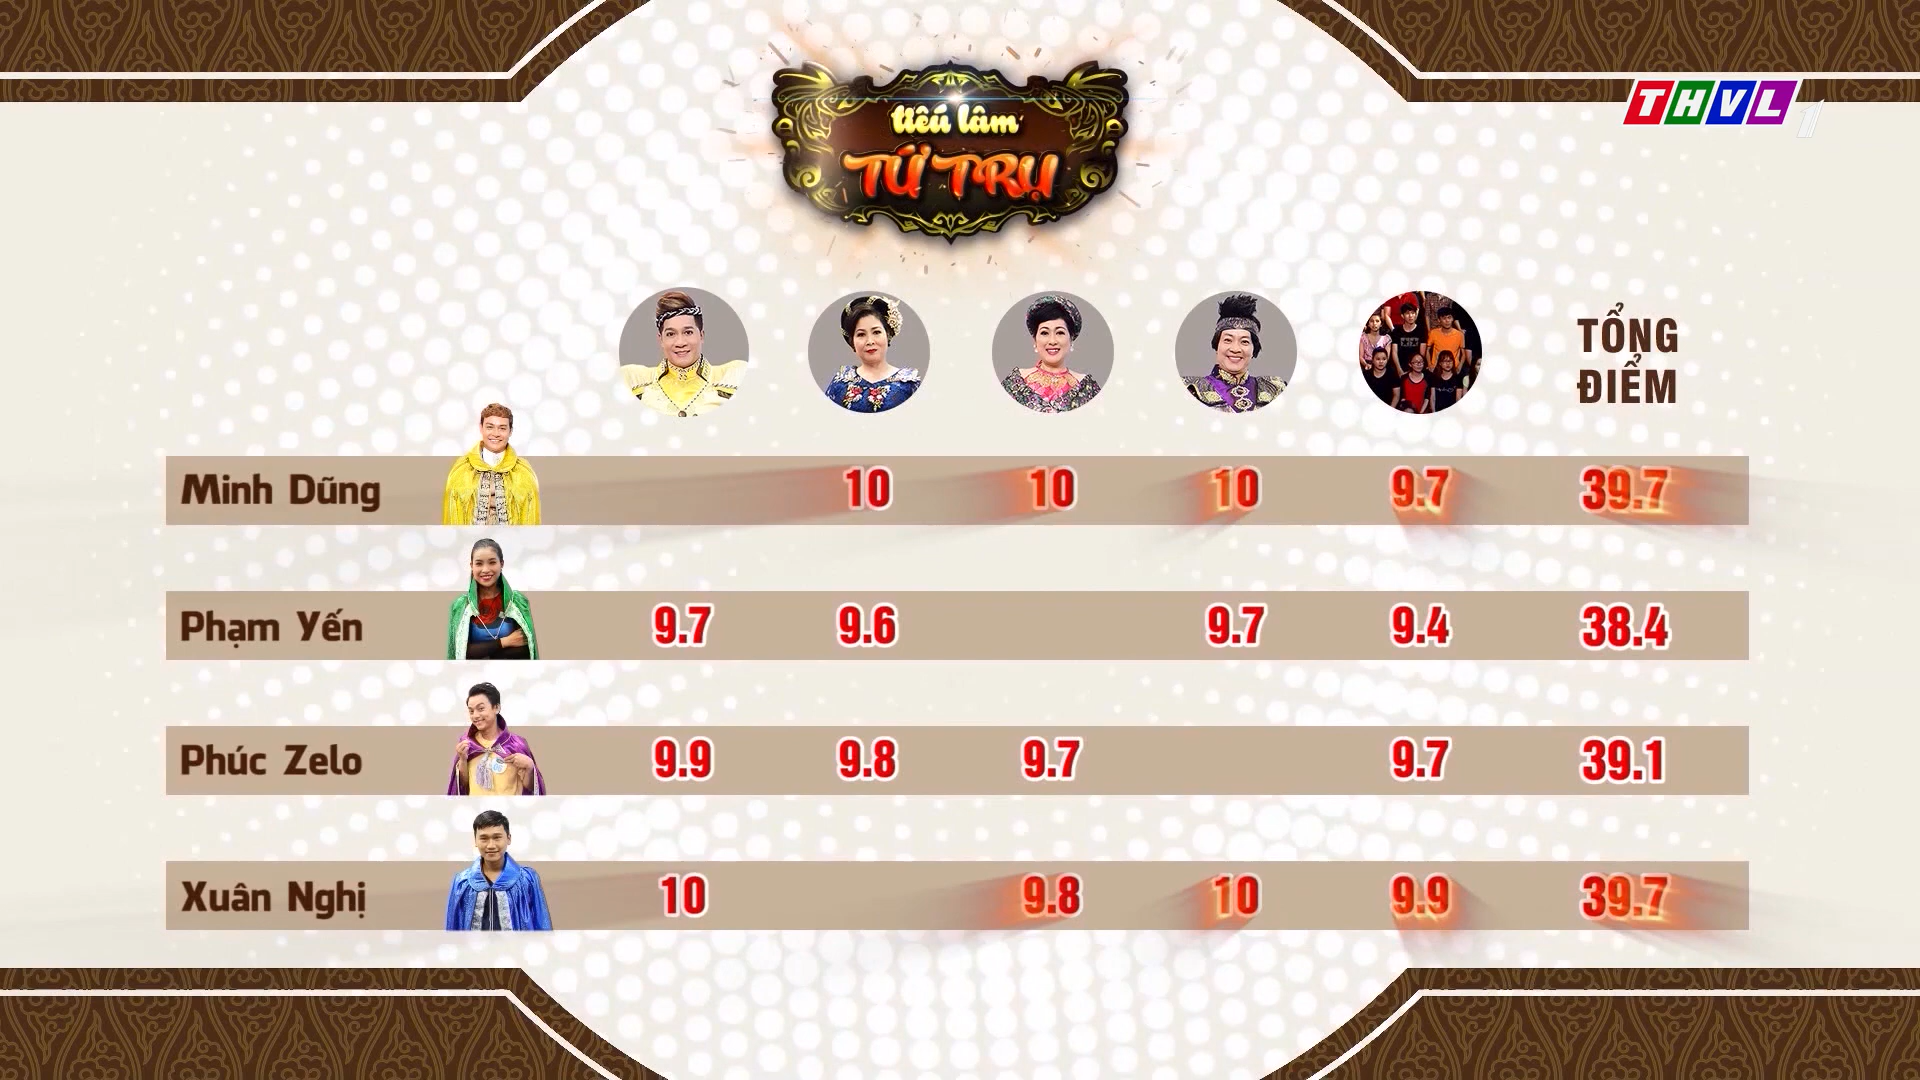 tiếu lâm
TỨ TRỤ
THVL 1
TỔNG
ĐIỂM
Minh Dũng 10 10 10 9.7 39.7
Phạm Yến 9.7 9.6 9.7 9.4 38.4
Phúc Zelo 9.9 9.8 9.7 9.7 39.1
Xuân Nghị 10 9.8 10 9.9 39.7